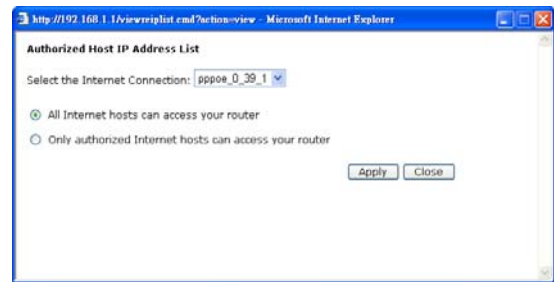 http://192.168.1.1/viewreiplist.cmd?action=view - Microsoft Internet Explorer
Authorized Host IP Address List
Select the Internet Connection: pppoe_0_39_1
All Internet hosts can access your router
Only authorized Internet hosts can access your router
Apply Close